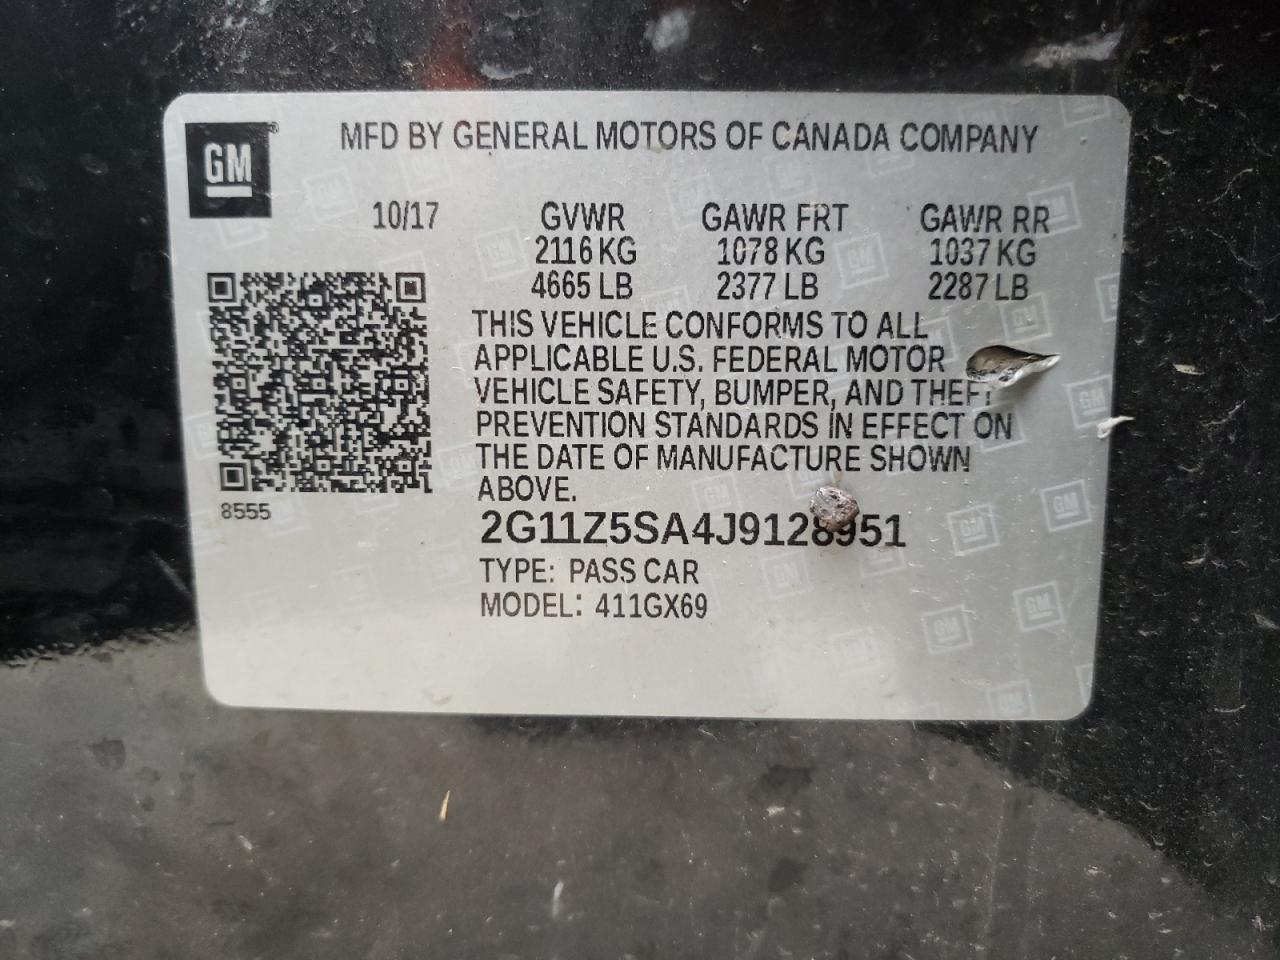 GM
MFD BY GENERAL MOTORS OF CANADA COMPANY
10/17 GVWR GAWR FRT GAWR RR
2116 KG 1078 KG 1037 KG
4665 LB 2377 LB 2287 LB
THIS VEHICLE CONFORMS TO ALL
APPLICABLE U.S. FEDERAL MOTOR
VEHICLE SAFETY, BUMPER, AND THEFT
PREVENTION STANDARDS IN EFFECT ON
THE DATE OF MANUFACTURE SHOWN
ABOVE.
8555
2G11Z5SA4J9128951
TYPE: PASS CAR
MODEL: 411GX69